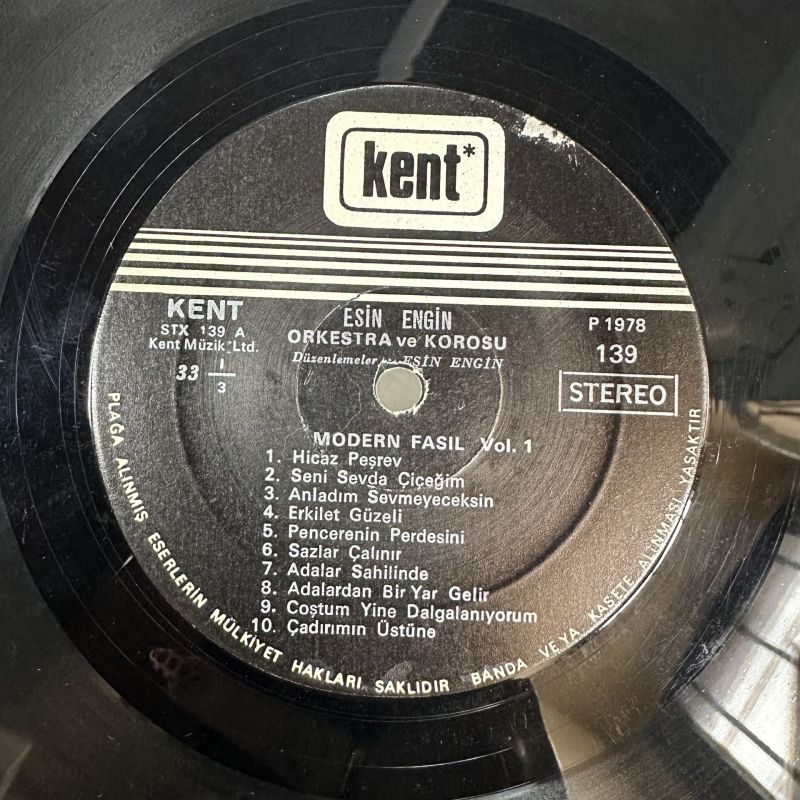 kent*
KENT
STX 139 A
Kent Müzik Ltd.
33 1/3
ESİN ENGİN
ORKESTRA ve KOROSU
Düzenlemeler ESİN ENGİN
P 1978
139
STEREO
MODERN FASIL Vol. 1
1. Hicaz Peşrev
2. Seni Sevda Çiçeğim
3. Anladım Sevmeyeceksin
4. Erkilet Güzeli
5. Pencerenin Perdesini
6. Sazlar Çalınır
7. Adalar Sahilinde
8. Adalardan Bir Yar Gelir
9. Coştum Yine Dalgalanıyorum
10. Çadırımın Üstüne
PLAĞA ALINMIŞ ESERLERİN MÜLKİYET HAKLARI SAKLIDIR BANDA VEYA KASETE ALINMASI YASAKTIR